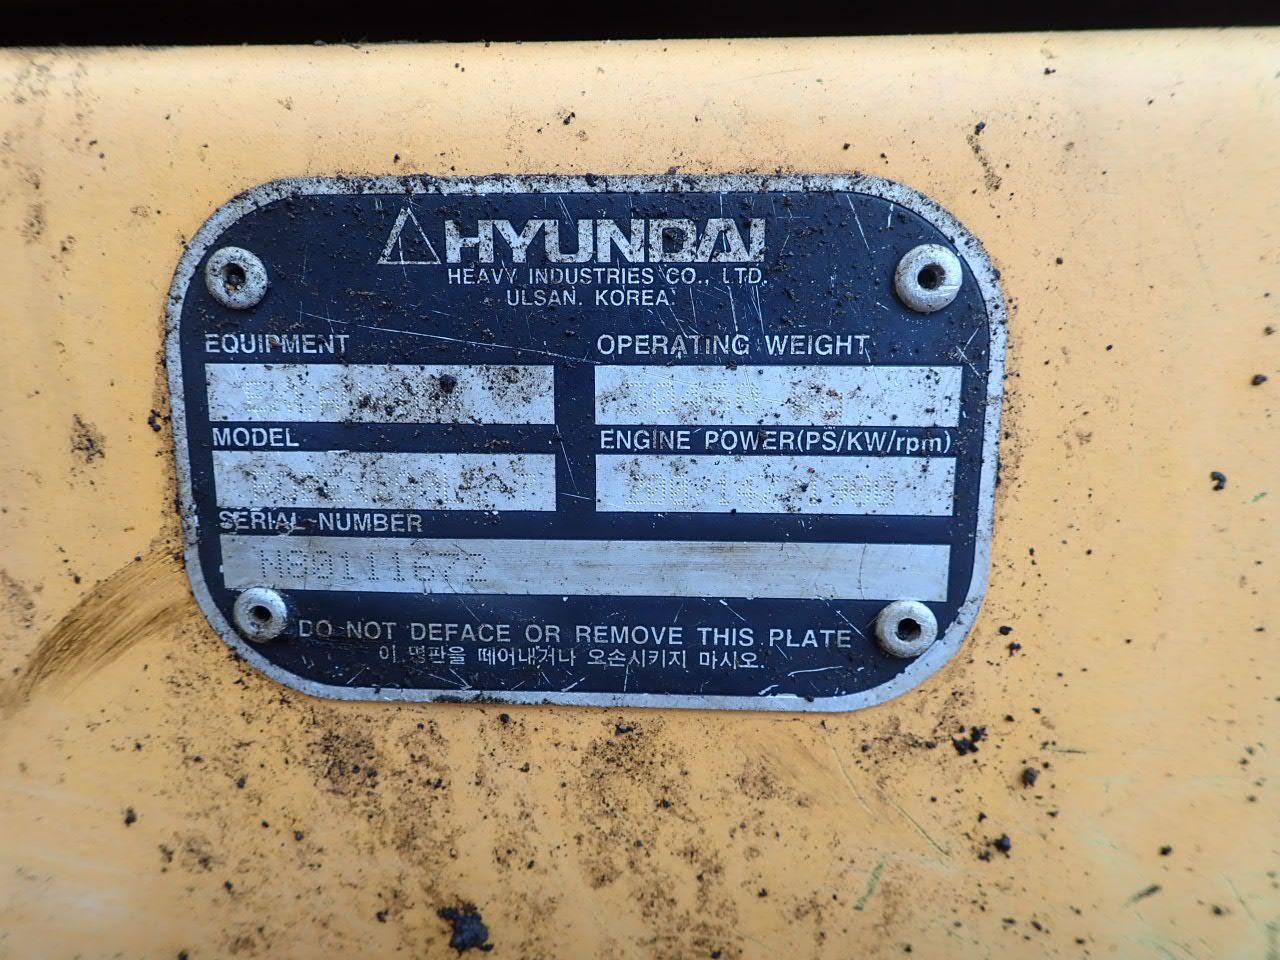 HYUNDAI
HEAVY INDUSTRIES CO., LTD.
ULSAN. KOREA
EQUIPMENT
OPERATING WEIGHT
MODEL
ENGINE POWER(PS/KW/rpm)
SERIAL NUMBER
N80111672
DO NOT DEFACE OR REMOVE THIS PLATE
이 명판을 떼어내거나 오손시키지 마시오.